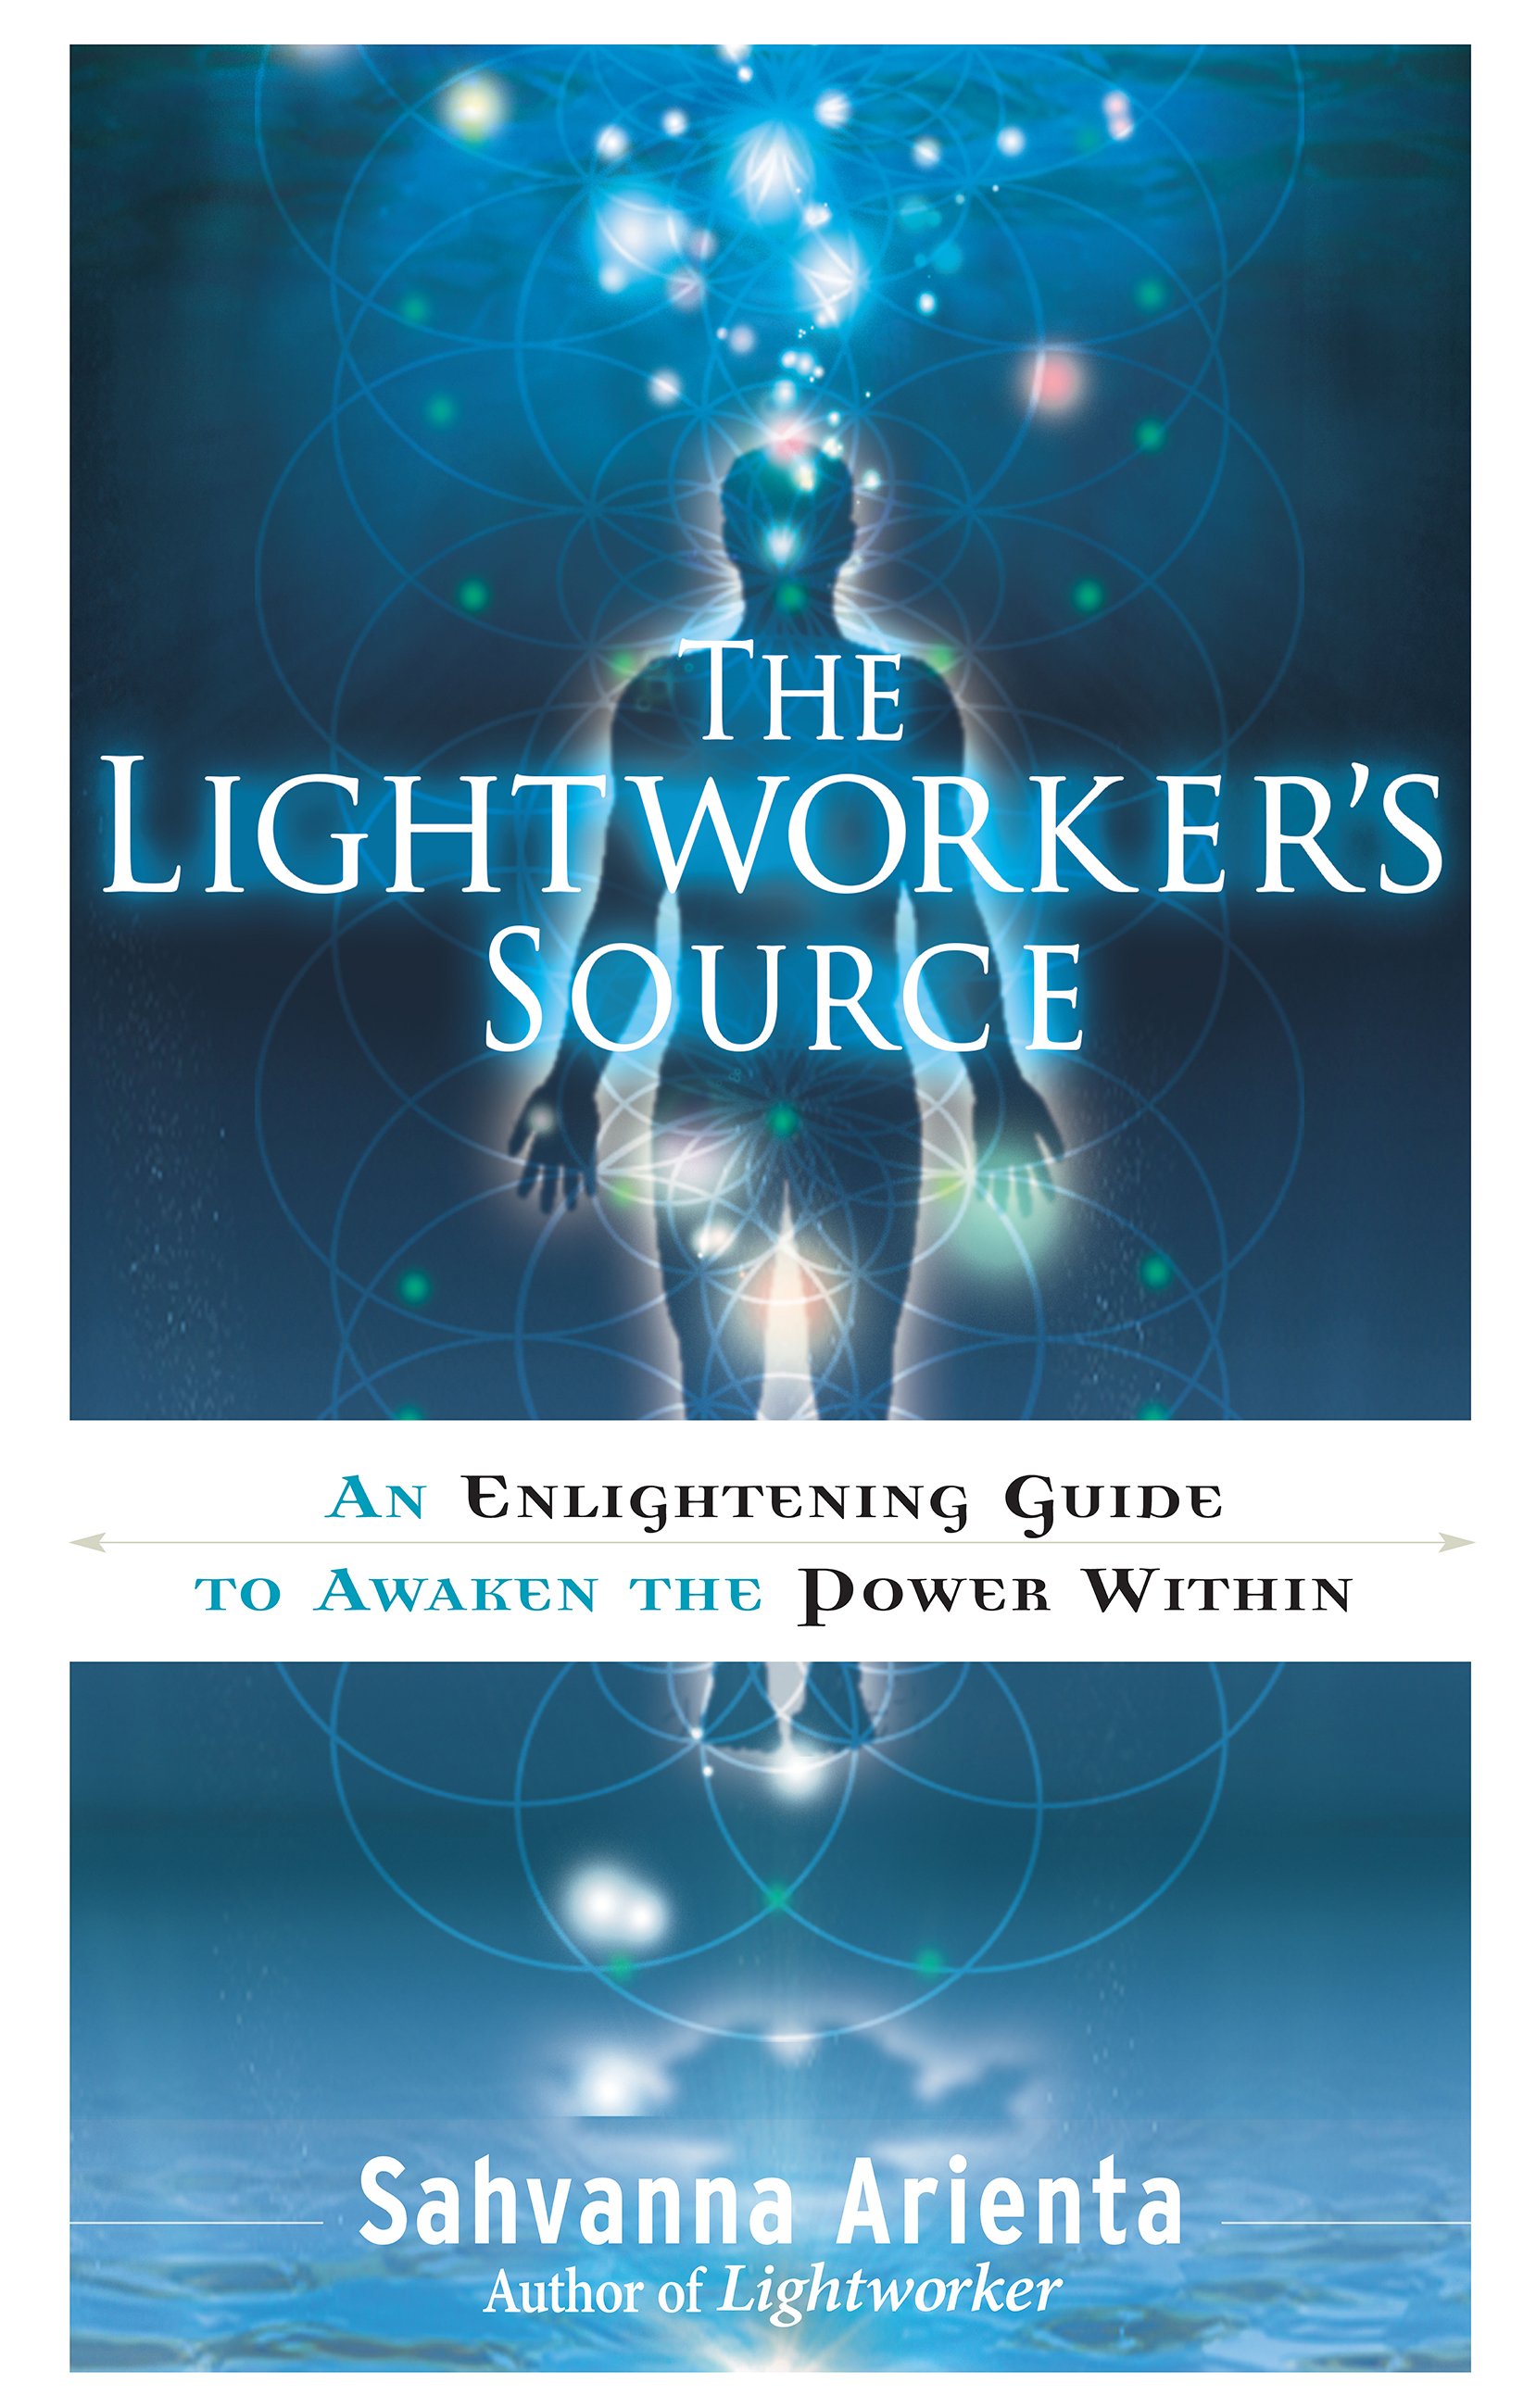 The
Lightworker's
Source
An Enlightening Guide
to Awaken the Power Within
Sahvanna Arienta
Author of Lightworker